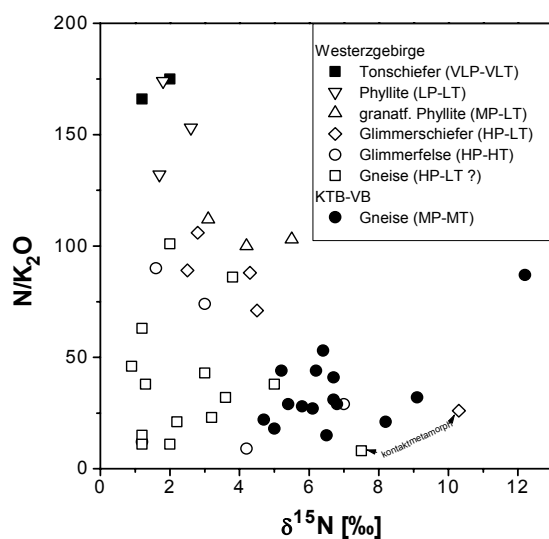 200
150
100
50
0
N/K₂O
Westerzgebirge
Tonschiefer (VLP-VLT)
Phyllite (LP-LT)
granatf. Phyllite (MP-LT)
Glimmerschiefer (HP-LT)
Glimmerfelse (HP-HT)
Gneise (HP-LT ?)
KTB-VB
Gneise (MP-MT)
kontaktmetamorph
0 2 4 6 8 10 12
δ¹⁵N [‰]